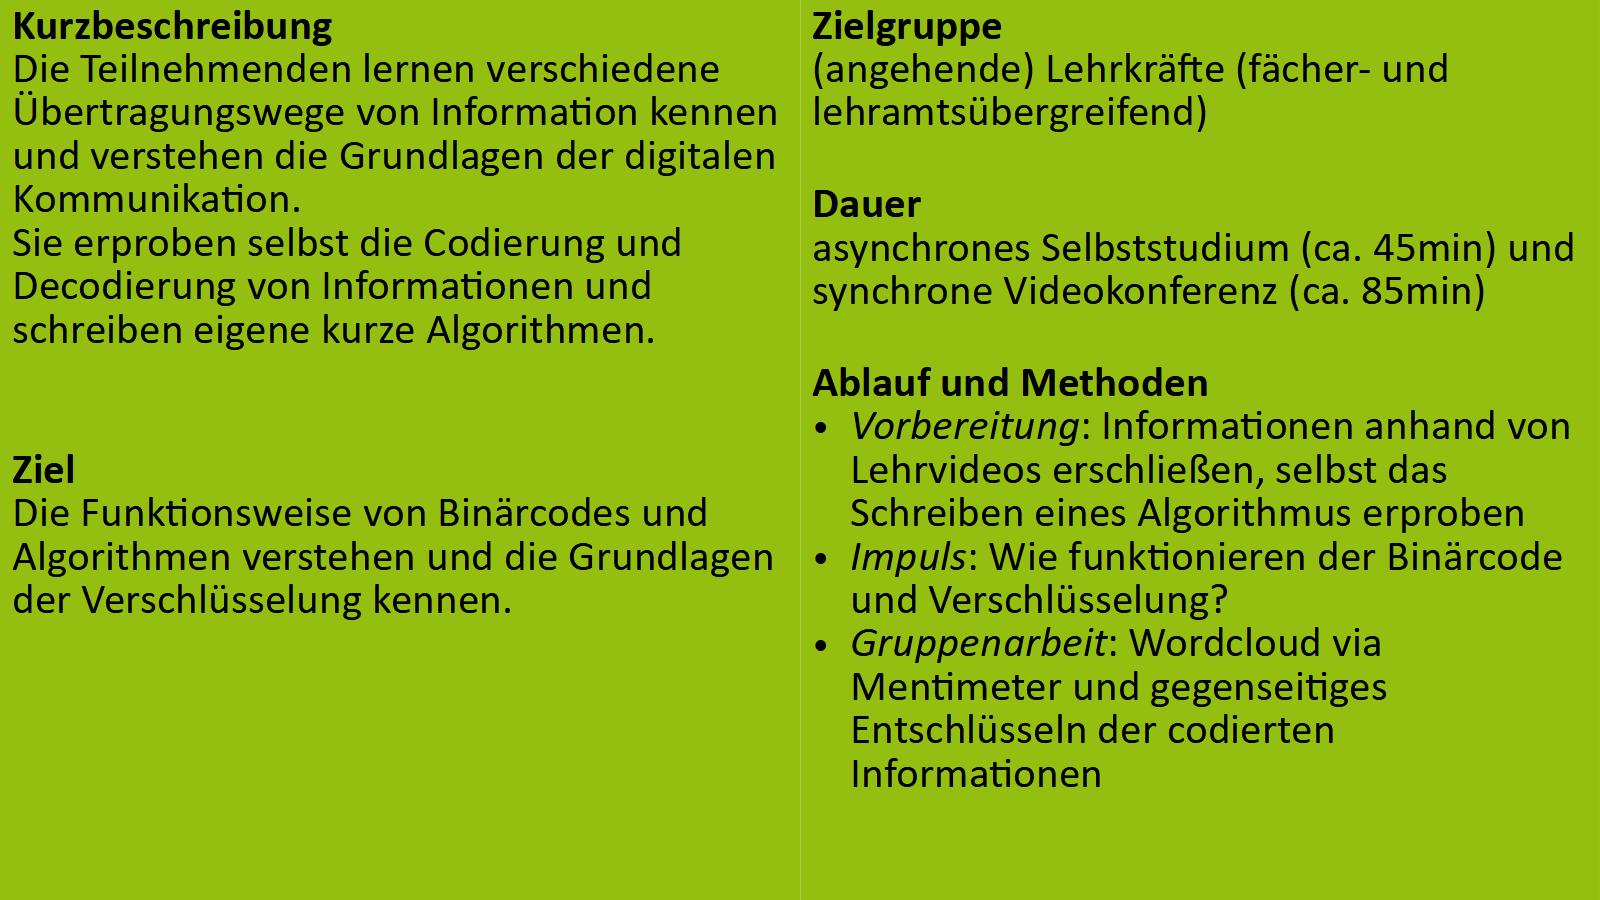 Kurzbeschreibung
Die Teilnehmenden lernen verschiedene
Übertragungswege von Information kennen
und verstehen die Grundlagen der digitalen
Kommunikation.
Sie erproben selbst die Codierung und
Decodierung von Informationen und
schreiben eigene kurze Algorithmen.
Ziel
Die Funktionsweise von Binärcodes und
Algorithmen verstehen und die Grundlagen
der Verschlüsselung kennen.
Zielgruppe
(angehende) Lehrkräfte (fächer- und
lehramtsübergreifend)
Dauer
asynchrones Selbststudium (ca. 45min) und
synchrone Videokonferenz (ca. 85min)
Ablauf und Methoden
• Vorbereitung: Informationen anhand von
Lehrvideos erschließen, selbst das
Schreiben eines Algorithmus erproben
• Impuls: Wie funktionieren der Binärcode
und Verschlüsselung?
• Gruppenarbeit: Wordcloud via
Mentimeter und gegenseitiges
Entschlüsseln der codierten
Informationen